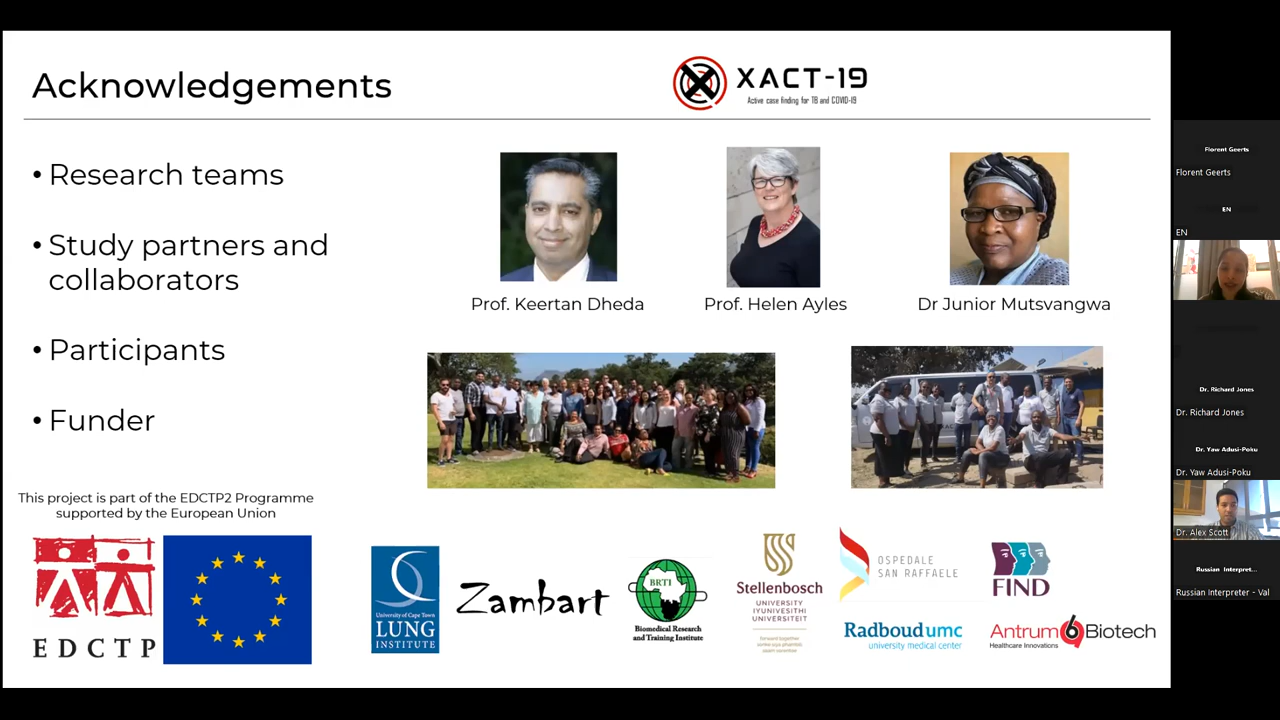 Acknowledgements
XACT-19
Active case finding for TB and COVID-19
• Research teams
• Study partners and
collaborators
• Participants
• Funder
Prof. Keertan Dheda
Prof. Helen Ayles
Dr Junior Mutsvangwa
This project is part of the EDCTP2 Programme
supported by the European Union
EDCTP
University of Cape Town
LUNG
INSTITUTE
Zambart
BRTI
Biomedical Research
and Training Institute
Stellenbosch
UNIVERSITY
IYUNIVESITHI
UNIVERSITEIT
forward together
sonke siya phambili
saam vorentoe
OSPEDALE
SAN RAFFAELE
FIND
Radboudumc
university medical center
Antrum Biotech
Healthcare Innovations
Florent Geerts
Florent Geerts
EN
EN
Dr. Richard Jones
Dr. Richard Jones
Dr. Yaw Adusi-Poku
Dr. Yaw Adusi-Poku
Dr. Alex Scott
Russian Interpret...
Russian Interpreter - Val